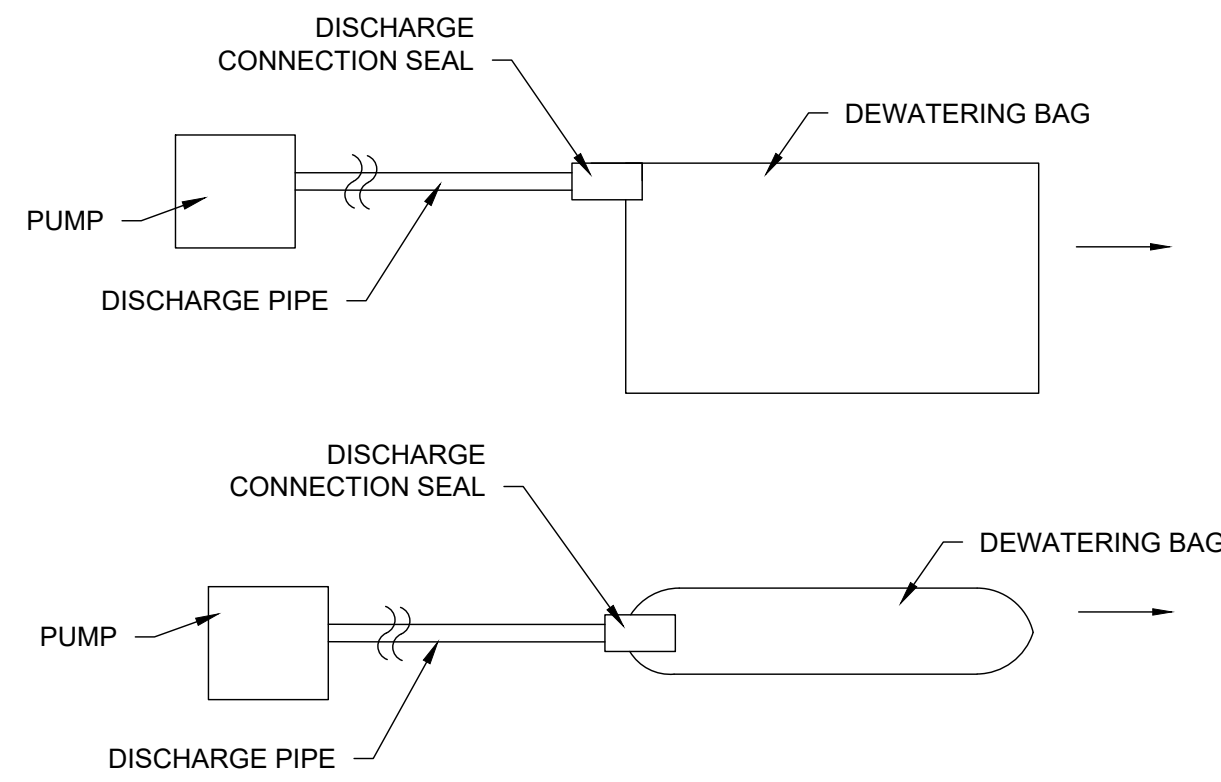 DISCHARGE
CONNECTION SEAL
DEWATERING BAG
PUMP
DISCHARGE PIPE
DISCHARGE
CONNECTION SEAL
DEWATERING BAG
PUMP
DISCHARGE PIPE